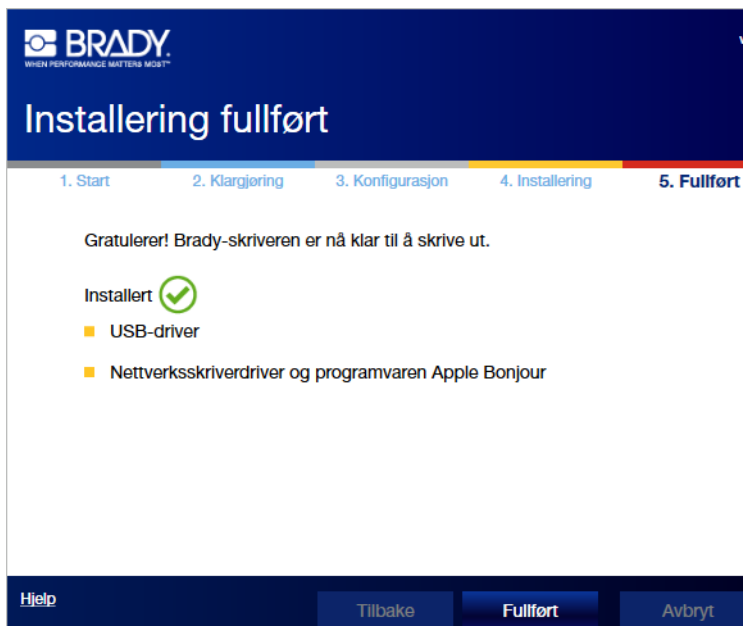 BRADY.
WHEN PERFORMANCE MATTERS MOST™
Installering fullført
1. Start 2. Klargjøring 3. Konfigurasjon 4. Installering 5. Fullført
Gratulerer! Brady-skriveren er nå klar til å skrive ut.
Installert
USB-driver
Nettverksskriverdriver og programvaren Apple Bonjour
Hjelp Tilbake Fullført Avbryt